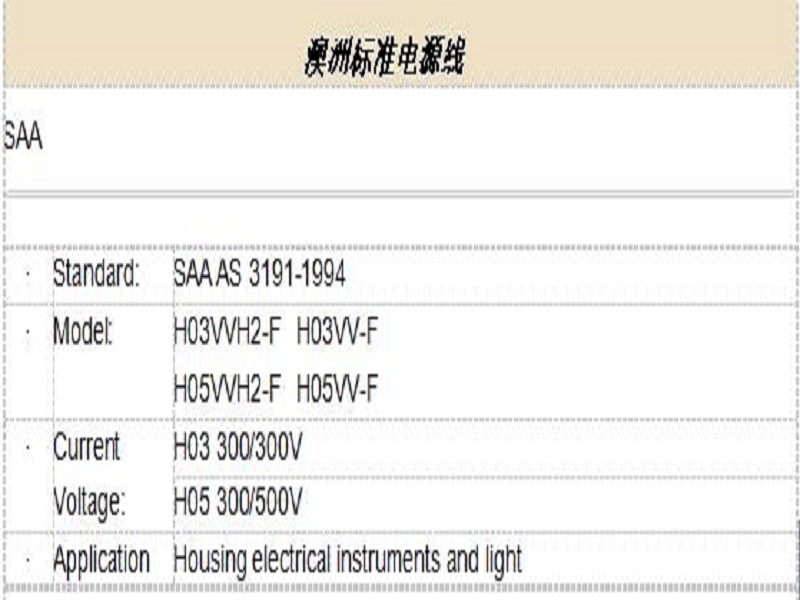 澳洲标准电源线
SAA
· Standard: SAA AS 3191-1994
· Model: H03VVH2-F H03VV-F
H05VVH2-F H05VV-F
· Current H03 300/300V
Voltage: H05 300/500V
· Application Housing electrical instruments and light